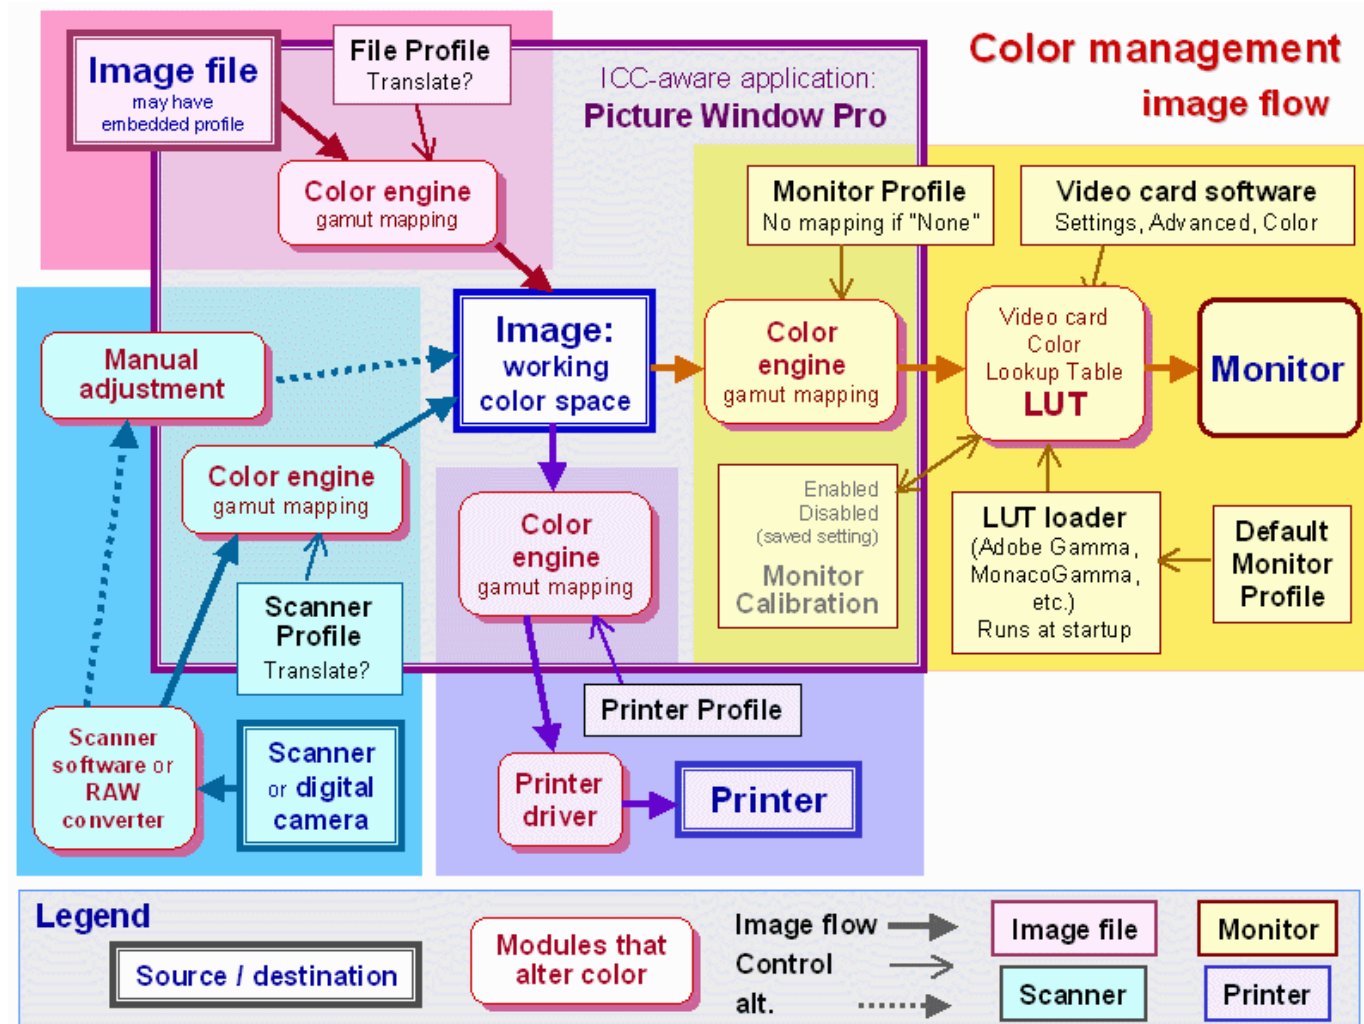 Color management
image flow
Image file
may have
embedded profile
File Profile
Translate?
ICC-aware application:
Picture Window Pro
Color engine
gamut mapping
Monitor Profile
No mapping if "None"
Video card software
Settings, Advanced, Color
Manual
adjustment
Image:
working
color space
Color
engine
gamut mapping
Video card
Color
Lookup Table
LUT
Monitor
Color engine
gamut mapping
Color
engine
gamut mapping
Enabled
Disabled
(saved setting)
Monitor
Calibration
LUT loader
(Adobe Gamma,
MonacoGamma,
etc.)
Runs at startup
Default
Monitor
Profile
Scanner
Profile
Translate?
Printer Profile
Scanner
software or
RAW
converter
Scanner
or digital
camera
Printer
driver
Printer
Legend
Source / destination
Modules that
alter color
Image flow
Control
alt.
Image file
Monitor
Scanner
Printer